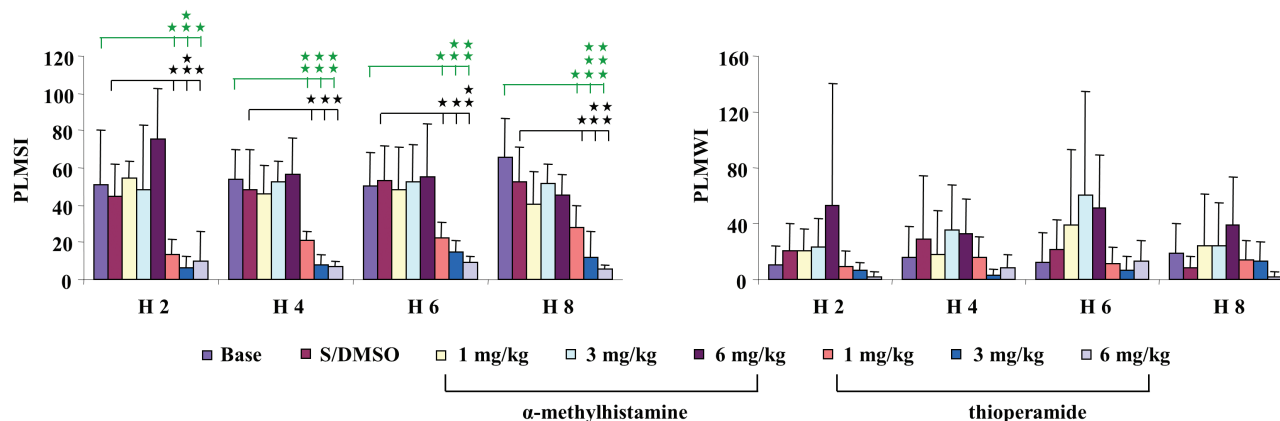 PLMSI
120
100
80
60
40
20
0
H 2 H 4 H 6 H 8
PLMWI
160
120
80
40
0
H 2 H 4 H 6 H 8
Base S/DMSO 1 mg/kg 3 mg/kg 6 mg/kg 1 mg/kg 3 mg/kg 6 mg/kg
α-methylhistamine thioperamide